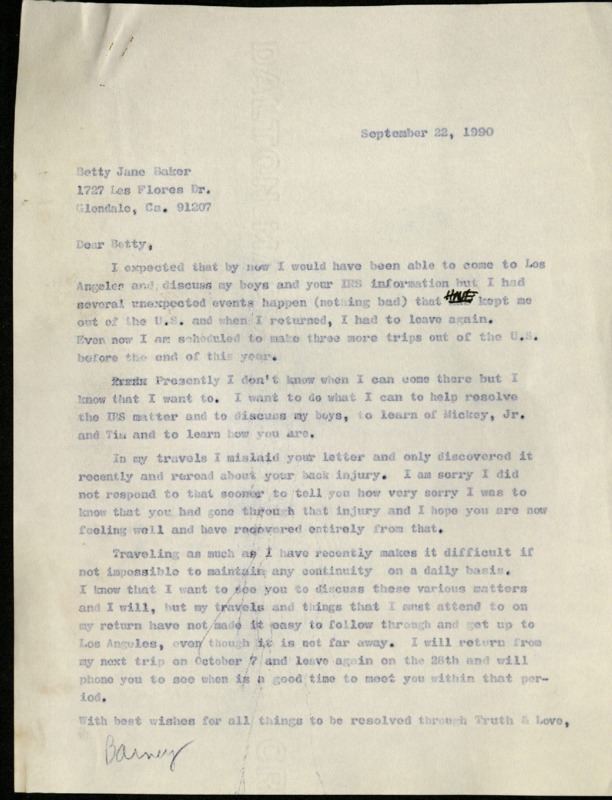 September 22, 1990
Betty Jane Baker
1727 Les Flores Dr.
Glendale, Ca. 91207
Dear Betty,
I expected that by now I would have been able to come to Los
Angeles and discuss my boys and your IRS information but I had
several unexpected events happen (nothing bad) that HAVE kept me
out of the U.S. and when I returned, I had to leave again.
Even now I am scheduled to make three more trips out of the U.S.
before the end of this year.
Presently I don't know when I can come there but I
know that I want to. I want to do what I can to help resolve
the IRS matter and to discuss my boys, to learn of Mickey, Jr.
and Tim and to learn how you are.
In my travels I mislaid your letter and only discovered it
recently and reread about your back injury. I am sorry I did
not respond to that sooner to tell you how very sorry I was to
know that you had gone through that injury and I hope you are now
feeling well and have recovered entirely from that.
Traveling as much as I have recently makes it difficult if
not impossible to maintain any continuity on a daily basis.
I know that I want to see you to discuss these various matters
and I will, but my travels and things that I must attend to on
my return have not made it easy to follow through and get up to
Los Angeles, even though it is not far away. I will return from
my next trip on October 7 and leave again on the 28th and will
phone you to see when is a good time to meet you within that per-
iod.
With best wishes for all things to be resolved through Truth & Love,
Barney